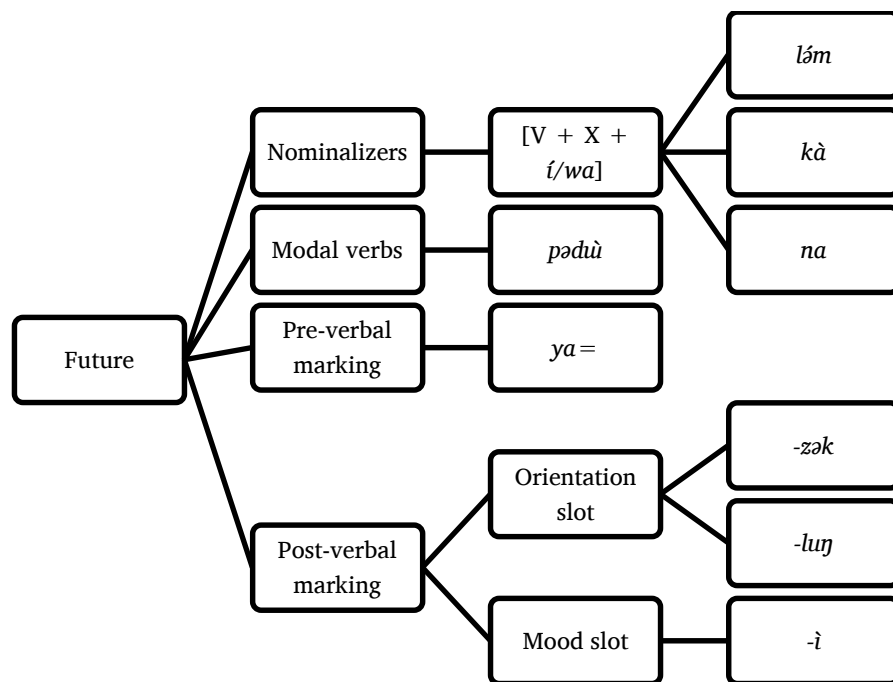 Future
Nominalizers
[V + X +
í/wa]
lə́m
kà
na
Modal verbs
pədɯ̀
Pre-verbal
marking
ya=
Post-verbal
marking
Orientation
slot
-zək
-luŋ
Mood slot
-ì